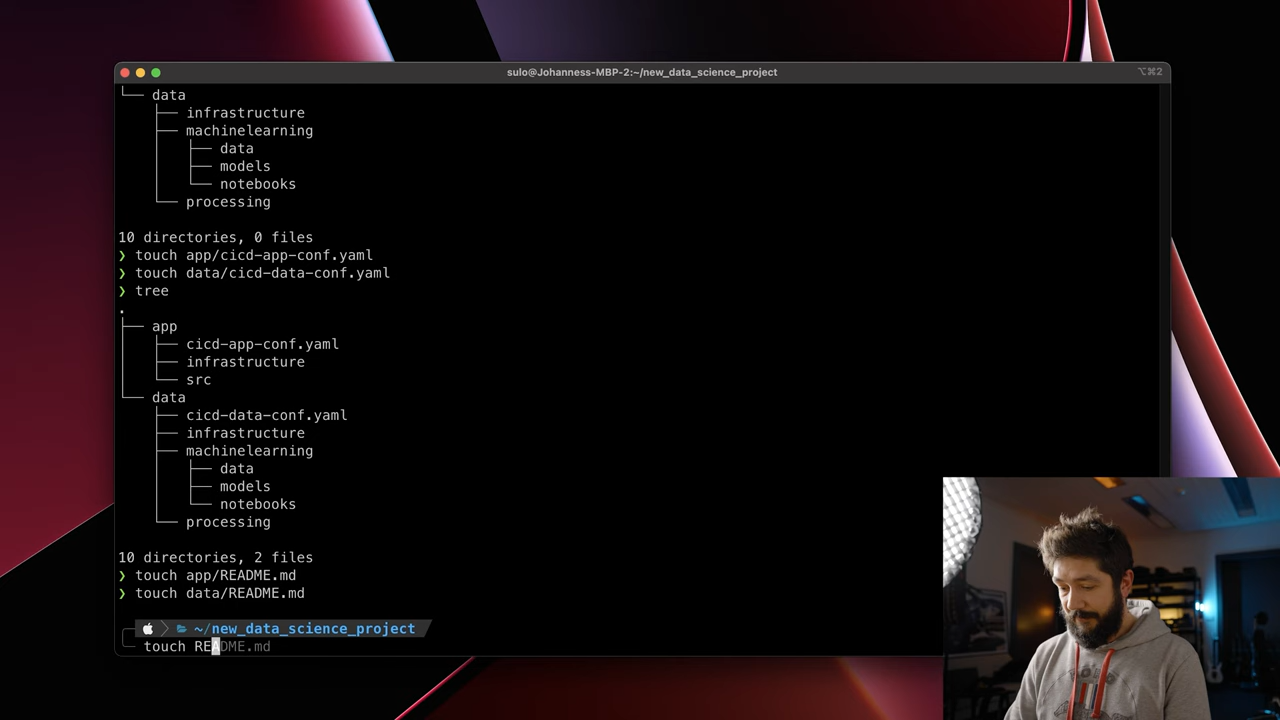 sulo@Johanness-MBP-2:~/new_data_science_project
⌥⌘2
└── data
├── infrastructure
├── machinelearning
│ ├── data
│ ├── models
│ └── notebooks
└── processing
10 directories, 0 files
❯ touch app/cicd-app-conf.yaml
❯ touch data/cicd-data-conf.yaml
❯ tree
.
├── app
│ ├── cicd-app-conf.yaml
│ ├── infrastructure
│ └── src
└── data
├── cicd-data-conf.yaml
├── infrastructure
├── machinelearning
│ ├── data
│ ├── models
│ └── notebooks
└── processing
10 directories, 2 files
❯ touch app/README.md
❯ touch data/README.md
~/new_data_science_project
touch README.md